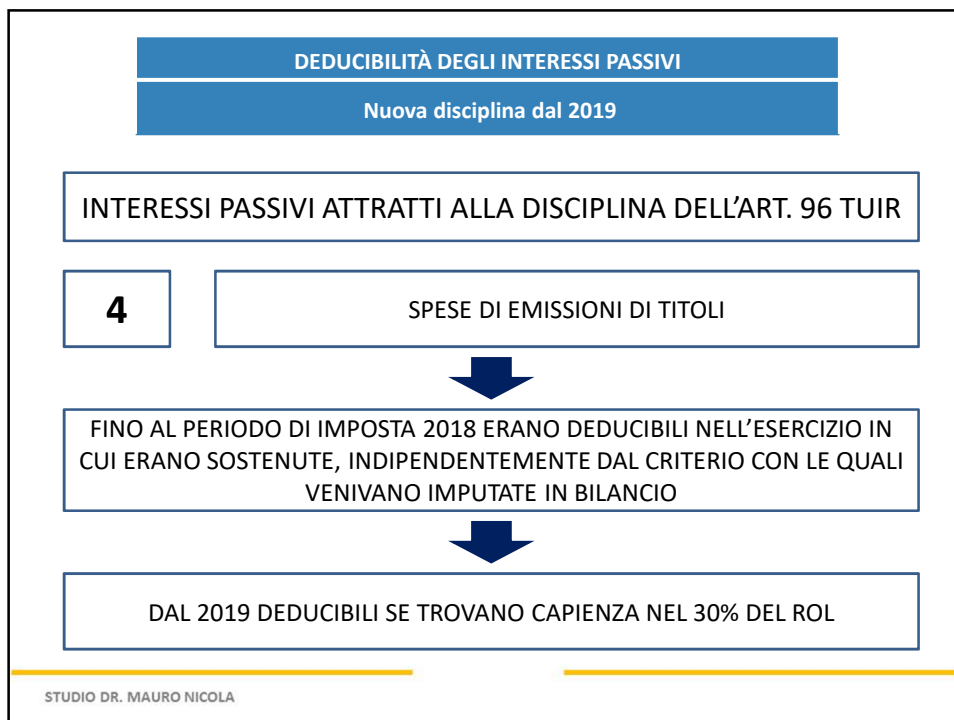 DEDUCIBILITÀ DEGLI INTERESSI PASSIVI
Nuova disciplina dal 2019
INTERESSI PASSIVI ATTRATTI ALLA DISCIPLINA DELL'ART. 96 TUIR
4
SPESE DI EMISSIONI DI TITOLI
FINO AL PERIODO DI IMPOSTA 2018 ERANO DEDUCIBILI NELL'ESERCIZIO IN
CUI ERANO SOSTENUTE, INDIPENDENTEMENTE DAL CRITERIO CON LE QUALI
VENIVANO IMPUTATE IN BILANCIO
DAL 2019 DEDUCIBILI SE TROVANO CAPIENZA NEL 30% DEL ROL
STUDIO DR. MAURO NICOLA